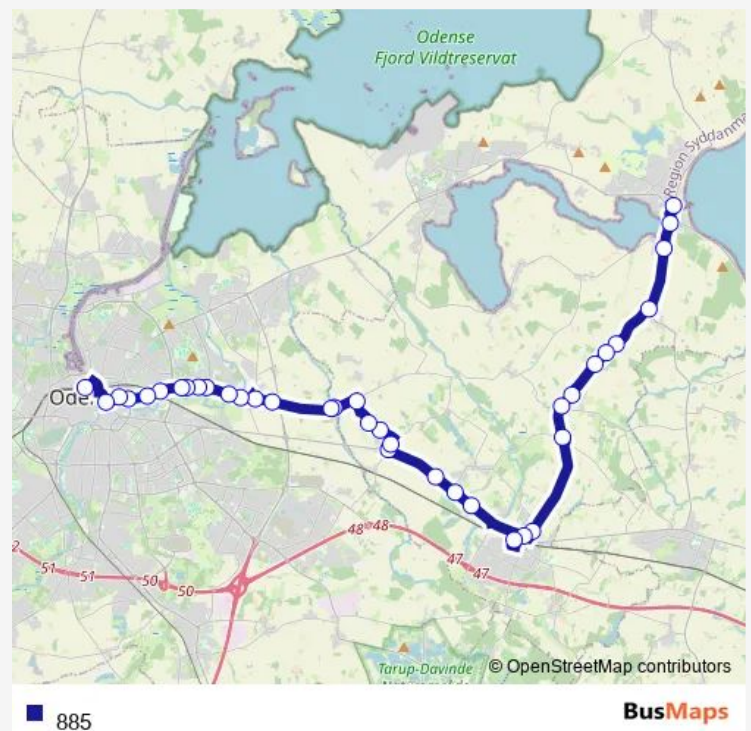 Odense
Fjord Vildtreservat
Region Syddanma
Ode
48 48
47
47
2
51
51
50
50
Tarup-Davinde
© OpenStreetMap contributors
885
BusMaps